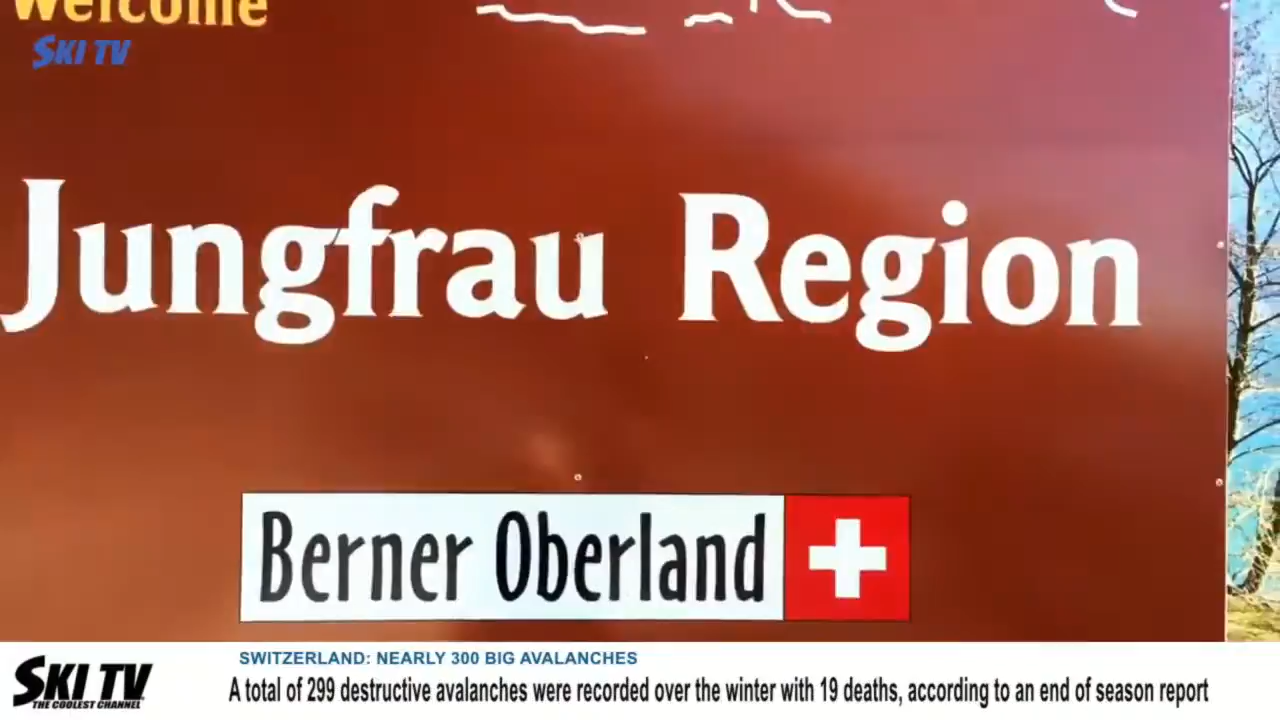 Welcome
SKI TV
Jungfrau Region
Berner Oberland
SWITZERLAND: NEARLY 300 BIG AVALANCHES
SKI TV
THE COOLEST CHANNEL
A total of 299 destructive avalanches were recorded over the winter with 19 deaths, according to an end of season report